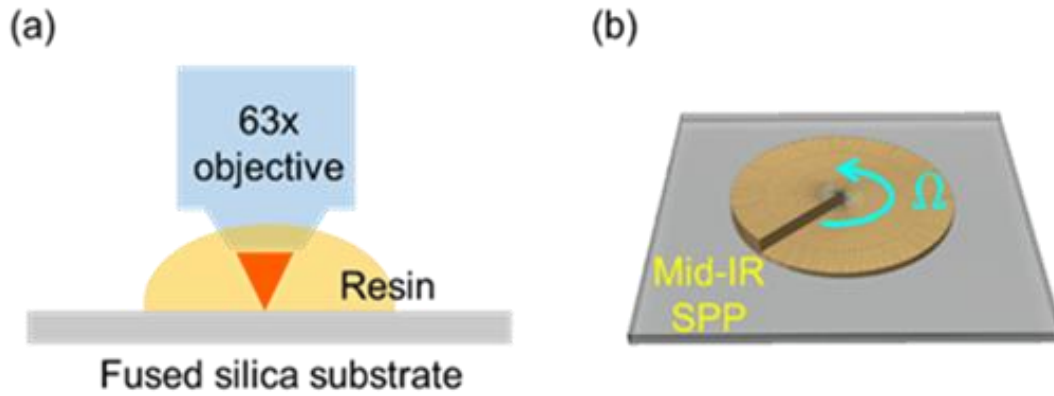 (a)
63x
objective
Resin
Fused silica substrate
(b)
Ω
Mid-IR
SPP